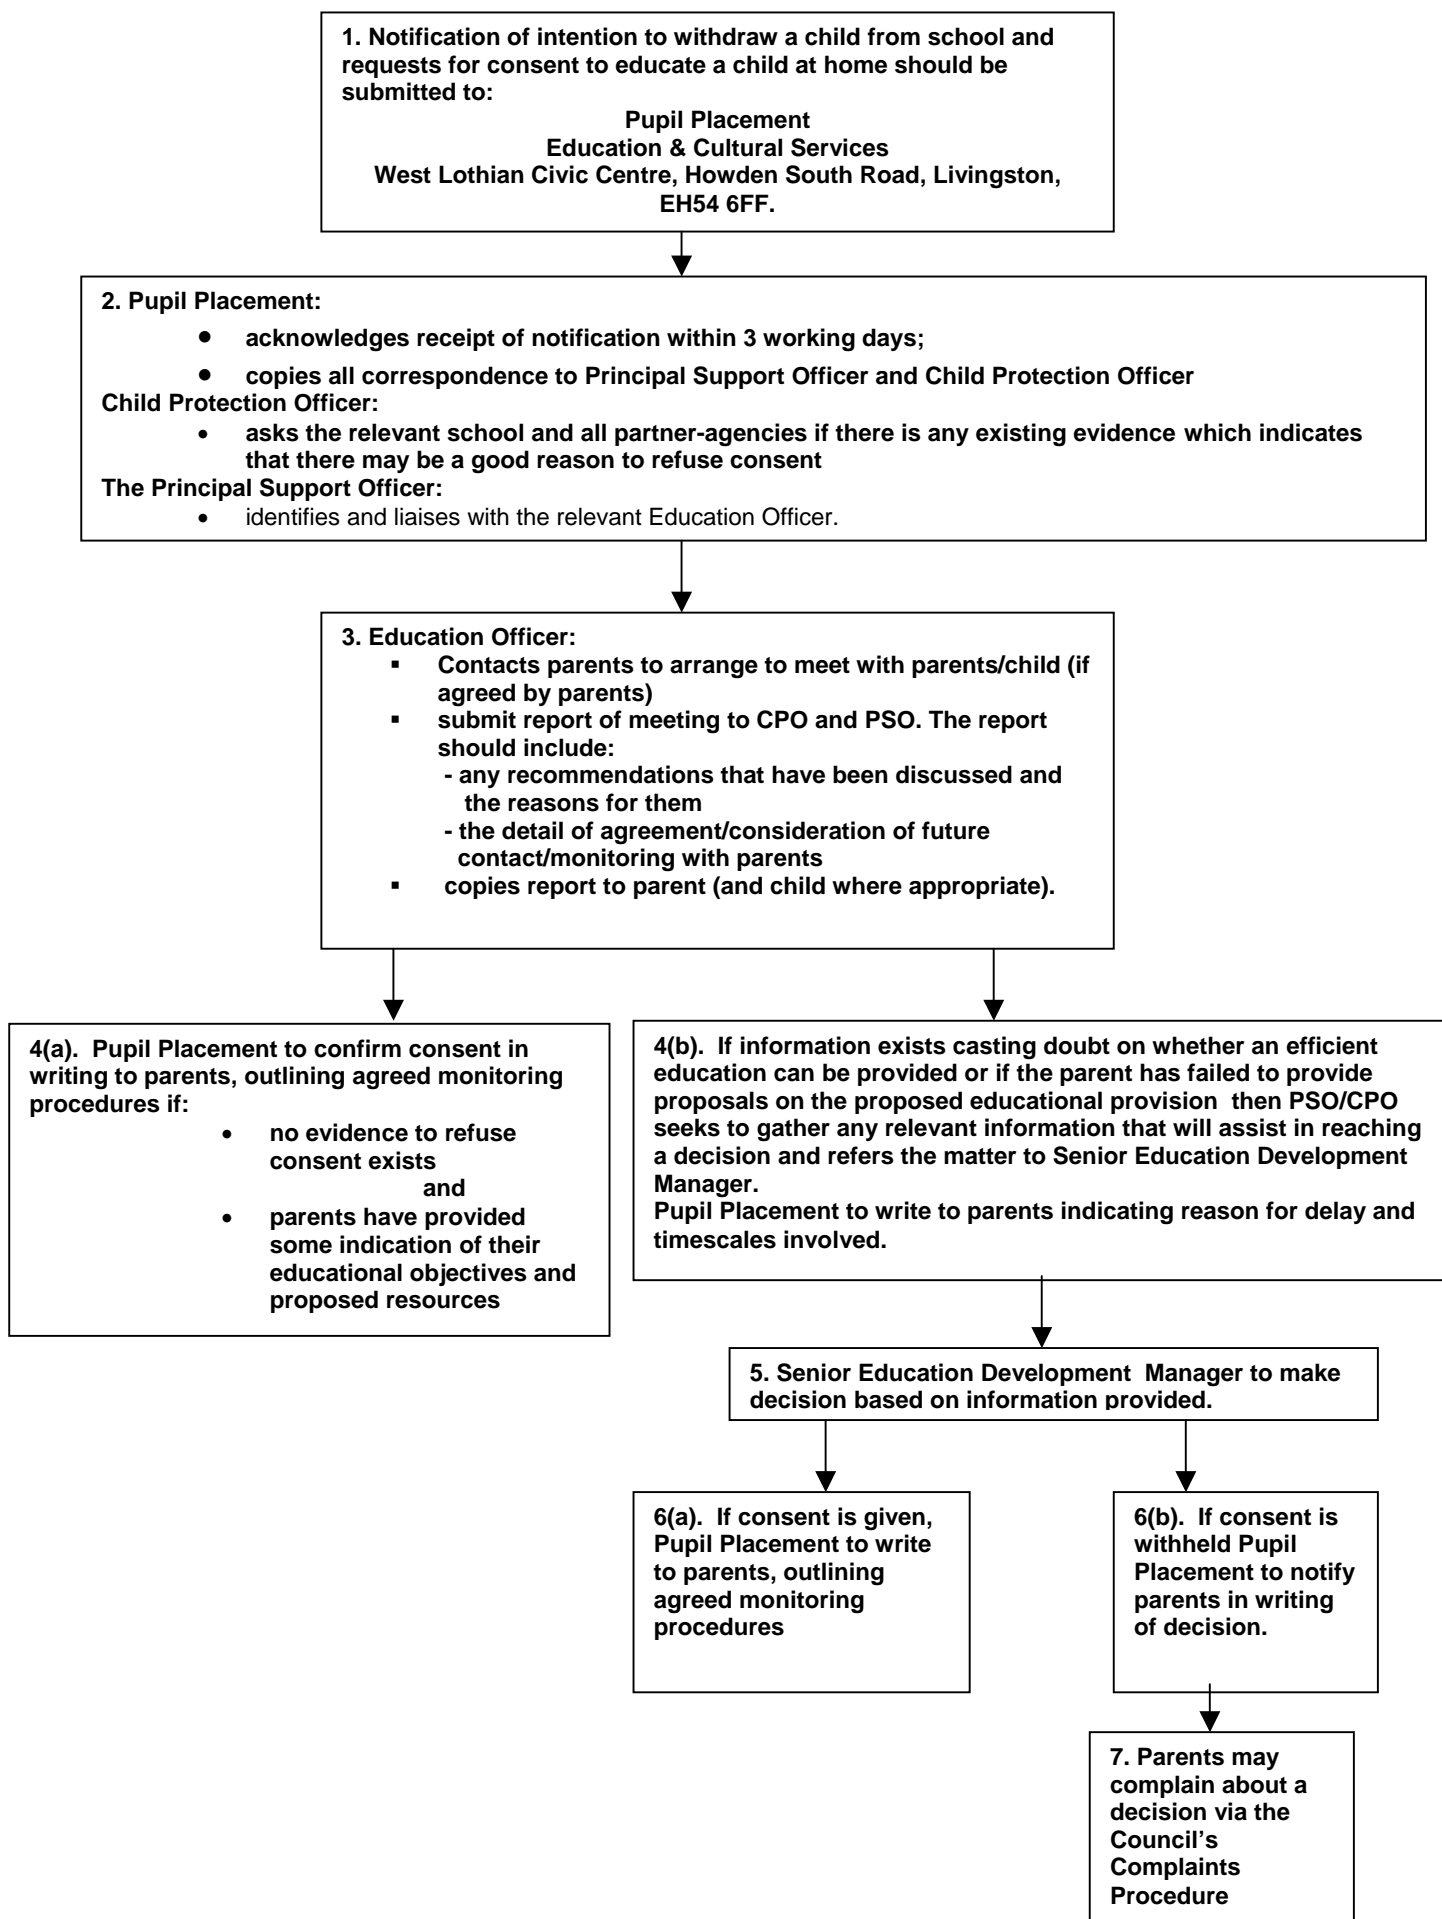 1. Notification of intention to withdraw a child from school and
requests for consent to educate a child at home should be
submitted to:
Pupil Placement
Education & Cultural Services
West Lothian Civic Centre, Howden South Road, Livingston,
EH54 6FF.
2. Pupil Placement:
● acknowledges receipt of notification within 3 working days;
● copies all correspondence to Principal Support Officer and Child Protection Officer
Child Protection Officer:
• asks the relevant school and all partner-agencies if there is any existing evidence which indicates
that there may be a good reason to refuse consent
The Principal Support Officer:
• identifies and liaises with the relevant Education Officer.
3. Education Officer:
▪ Contacts parents to arrange to meet with parents/child (if
agreed by parents)
▪ submit report of meeting to CPO and PSO. The report
should include:
- any recommendations that have been discussed and
the reasons for them
- the detail of agreement/consideration of future
contact/monitoring with parents
▪ copies report to parent (and child where appropriate).
4(a). Pupil Placement to confirm consent in
writing to parents, outlining agreed monitoring
procedures if:
• no evidence to refuse
consent exists
and
• parents have provided
some indication of their
educational objectives and
proposed resources
4(b). If information exists casting doubt on whether an efficient
education can be provided or if the parent has failed to provide
proposals on the proposed educational provision then PSO/CPO
seeks to gather any relevant information that will assist in reaching
a decision and refers the matter to Senior Education Development
Manager.
Pupil Placement to write to parents indicating reason for delay and
timescales involved.
5. Senior Education Development Manager to make
decision based on information provided.
6(a). If consent is given,
Pupil Placement to write
to parents, outlining
agreed monitoring
procedures
6(b). If consent is
withheld Pupil
Placement to notify
parents in writing
of decision.
7. Parents may
complain about a
decision via the
Council’s
Complaints
Procedure